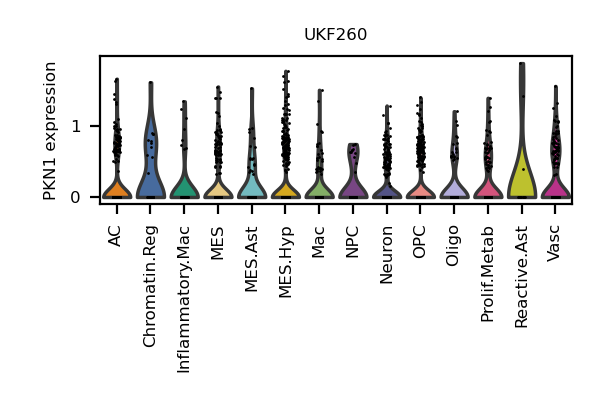 UKF260
PKN1 expression
1
0
AC
Chromatin.Reg
Inflammatory.Mac
MES
MES.Ast
MES.Hyp
Mac
NPC
Neuron
OPC
Oligo
Prolif.Metab
Reactive.Ast
Vasc